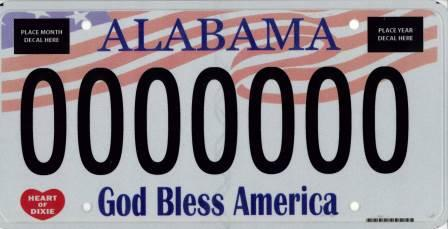 PLACE MONTH
DECAL HERE
ALABAMA
PLACE YEAR
DECAL HERE
0000000
HEART
OF
DIXIE
God Bless America